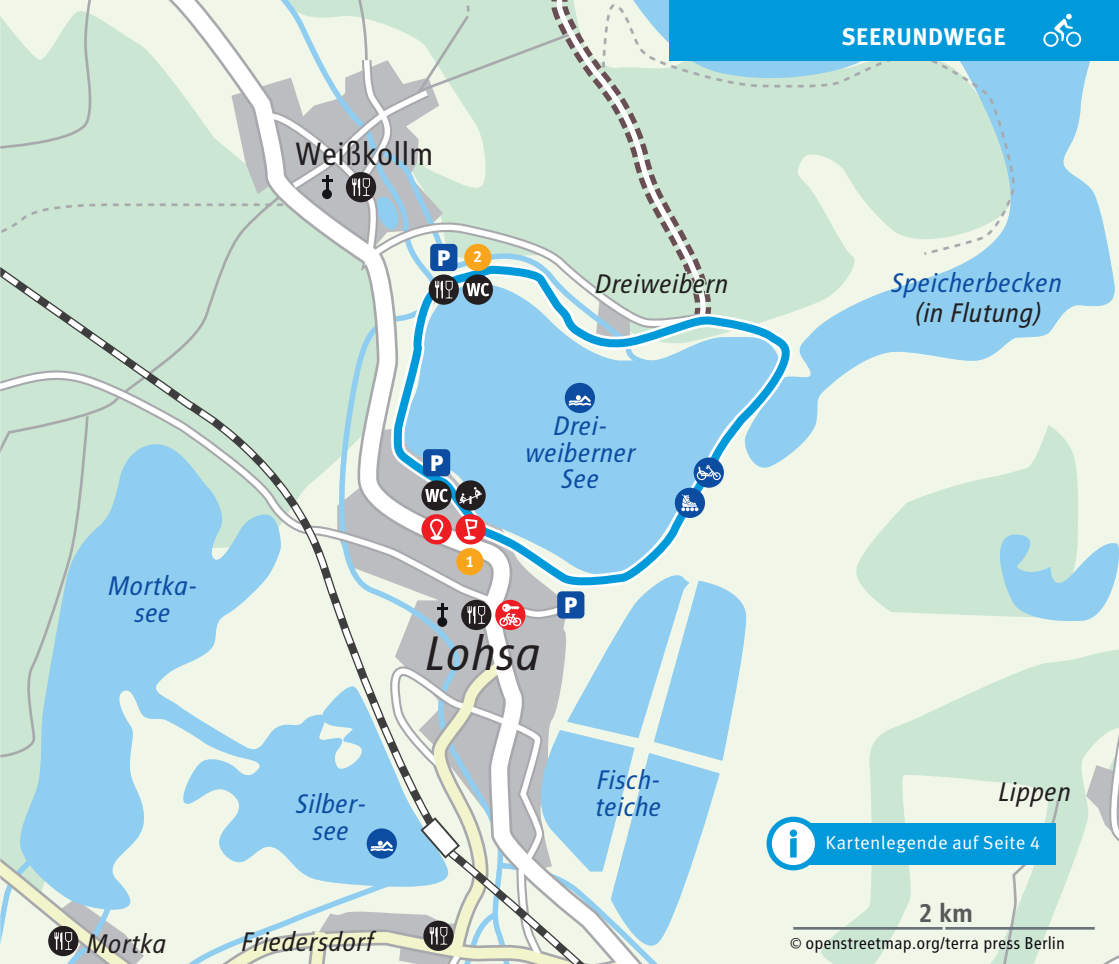 SEERUNDWEGE
Weißkollm
P
2
WC
Dreiweibern
Speicherbecken
(in Flutung)
Drei-
weiberner
See
P
WC
1
Mortka-
see
P
Lohsa
Fisch-
teiche
Silber-
see
Lippen
i Kartenlegende auf Seite 4
2 km
© openstreetmap.org/terra press Berlin
Mortka
Friedersdorf